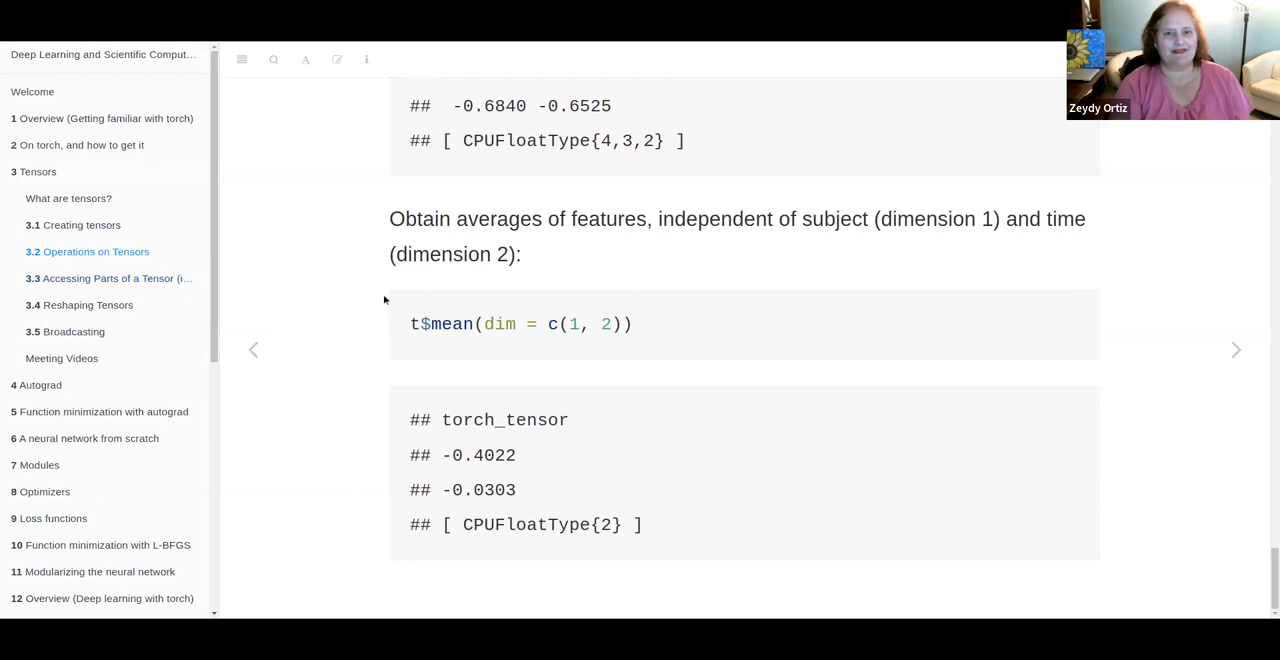 Deep Learning and Scientific Comput...
Welcome
1 Overview (Getting familiar with torch)
2 On torch, and how to get it
3 Tensors
What are tensors?
3.1 Creating tensors
3.2 Operations on Tensors
3.3 Accessing Parts of a Tensor (i...
3.4 Reshaping Tensors
3.5 Broadcasting
Meeting Videos
4 Autograd
5 Function minimization with autograd
6 A neural network from scratch
7 Modules
8 Optimizers
9 Loss functions
10 Function minimization with L-BFGS
11 Modularizing the neural network
12 Overview (Deep learning with torch)
##  -0.6840 -0.6525
## [ CPUFloatType{4,3,2} ]
Obtain averages of features, independent of subject (dimension 1) and time
(dimension 2):
t$mean(dim = c(1, 2))
## torch_tensor
## -0.4022
## -0.0303
## [ CPUFloatType{2} ]
Zeydy Ortiz